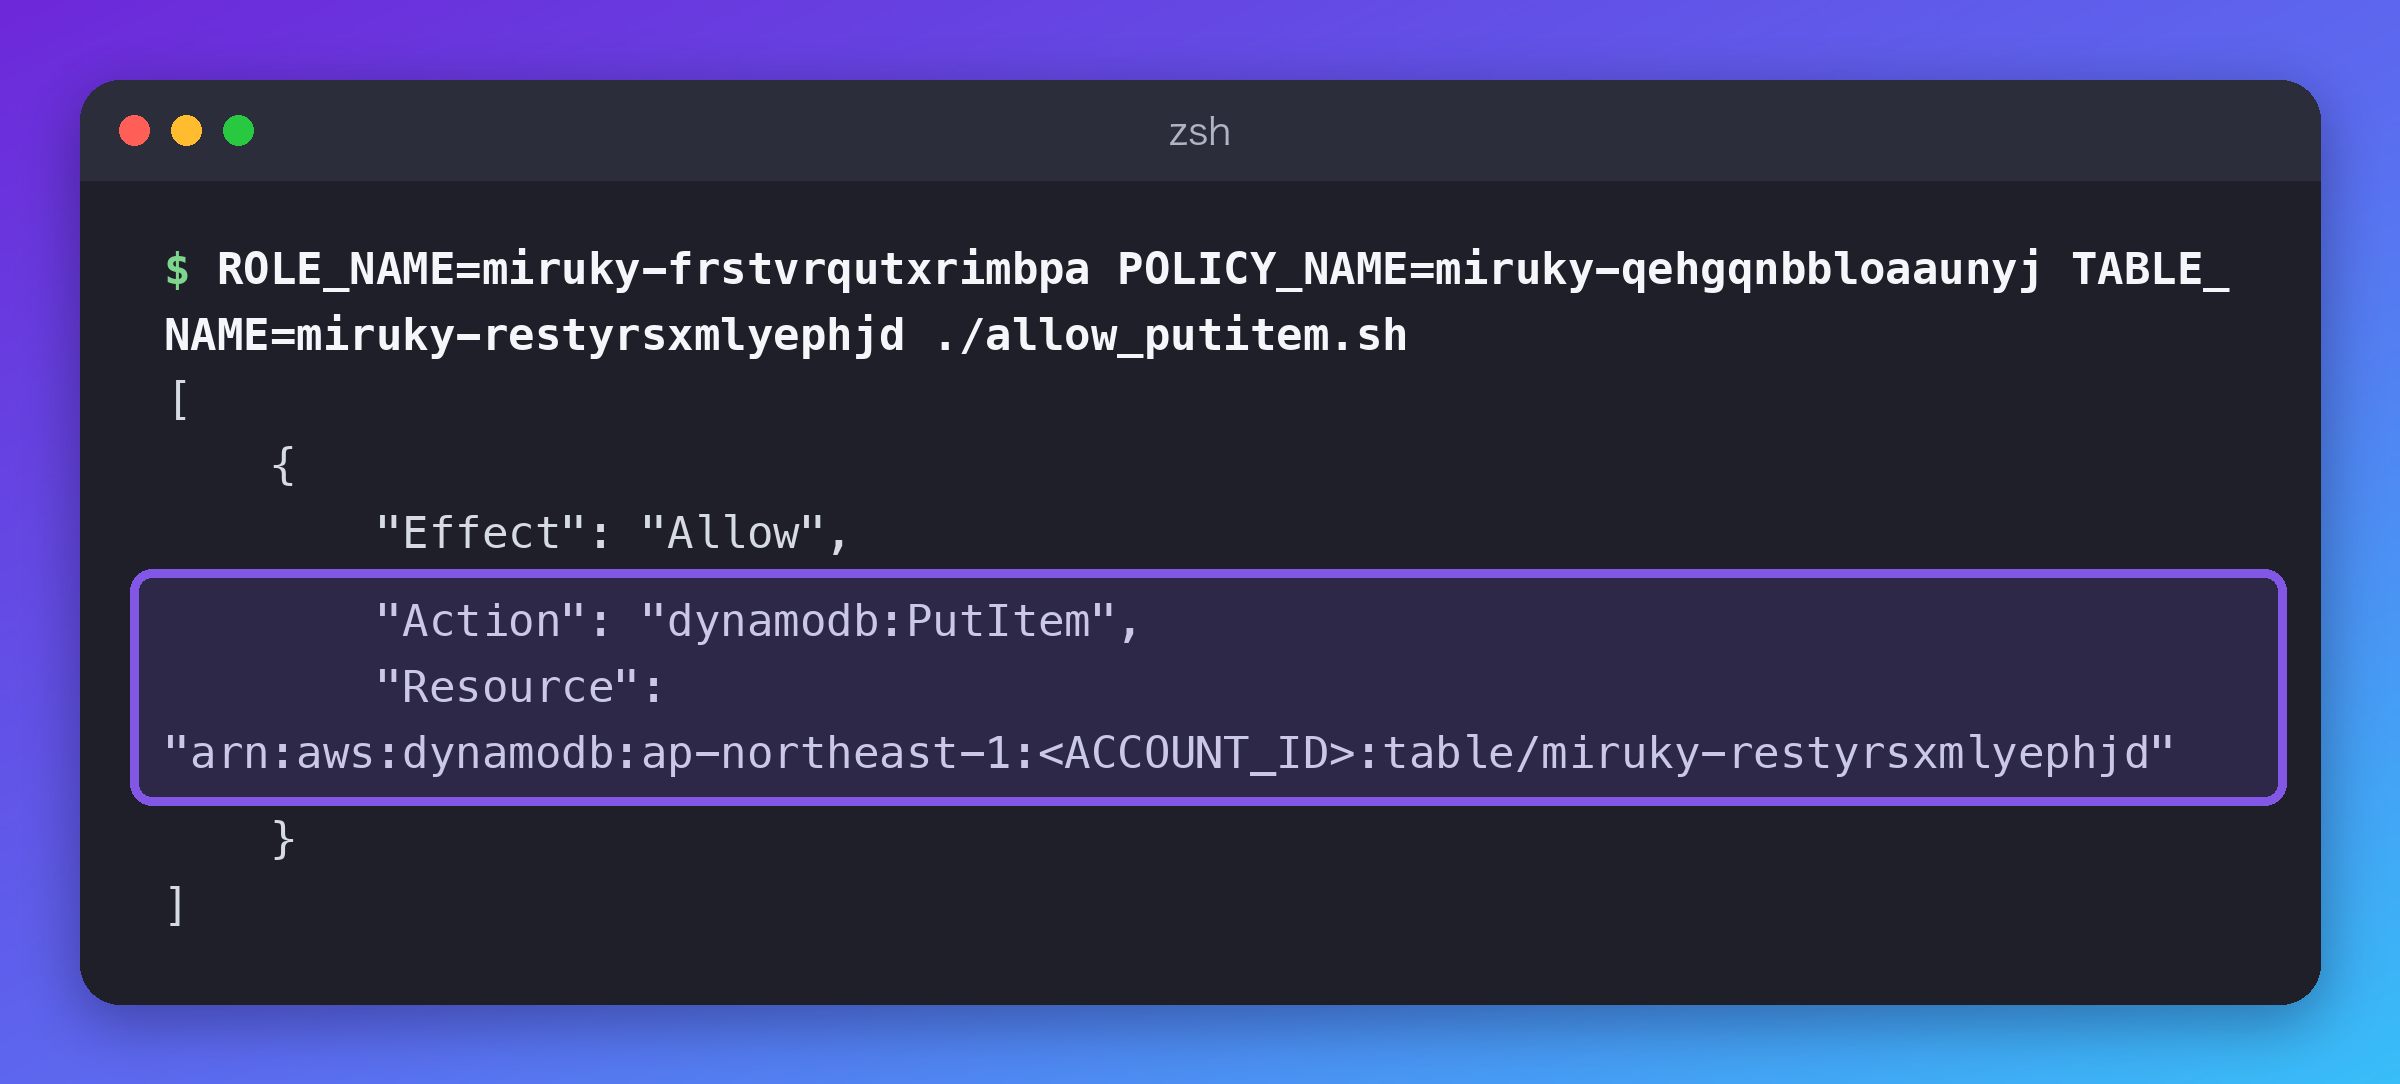 zsh
$ ROLE_NAME=miruky-frstvrqutxrimbpa POLICY_NAME=miruky-qehgqnbbloaaunyj TABLE_
NAME=miruky-restyrsxmlyephjd ./allow_putitem.sh
[
    {
        "Effect": "Allow",
        "Action": "dynamodb:PutItem",
        "Resource":
"arn:aws:dynamodb:ap-northeast-1:<ACCOUNT_ID>:table/miruky-restyrsxmlyephjd"
    }
]